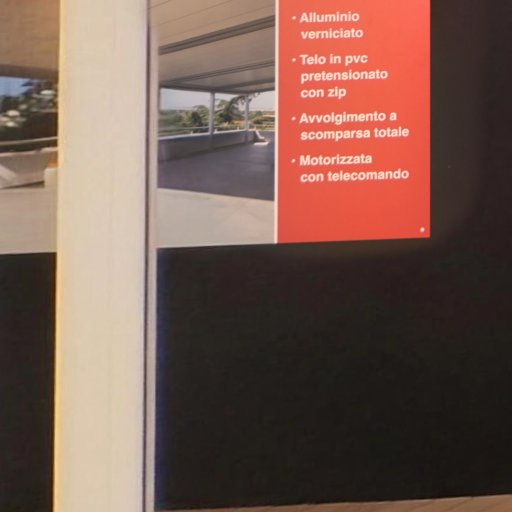 • Alluminio
verniciato
• Telo in pvc
pretensionato
con zip
• Avvolgimento a
scomparsa totale
• Motorizzata
con telecomando